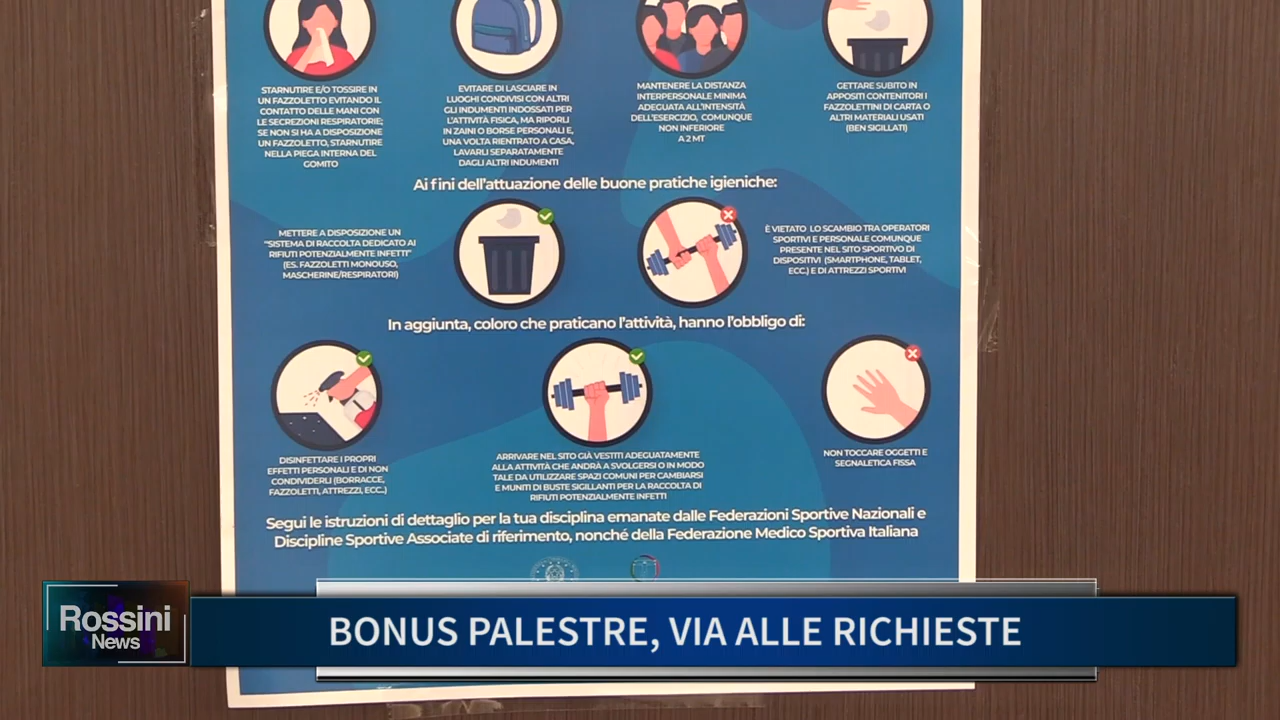 STARNUTIRE E/O TOSSIRE IN
UN FAZZOLETTO EVITANDO IL
CONTATTO DELLE MANI CON
LE SECREZIONI RESPIRATORIE;
SE NON SI HA A DISPOSIZIONE
UN FAZZOLETTO, STARNUTIRE
NELLA PIEGA INTERNA DEL
GOMITO
EVITARE DI LASCIARE IN
LUOGHI CONDIVISI CON ALTRI
GLI INDUMENTI INDOSSATI PER
L'ATTIVITÀ FISICA, MA RIPORLI
IN ZAINI O BORSE PERSONALI E,
UNA VOLTA RIENTRATO A CASA,
LAVARLI SEPARATAMENTE
DAGLI ALTRI INDUMENTI
MANTENERE LA DISTANZA
INTERPERSONALE MINIMA
ADEGUATA ALL'INTENSITÀ
DELL'ESERCIZIO, COMUNQUE
NON INFERIORE
A 2 MT
GETTARE SUBITO IN
APPOSITI CONTENITORI I
FAZZOLETTINI DI CARTA O
ALTRI MATERIALI USATI
(BEN SIGILLATI)
Ai fini dell'attuazione delle buone pratiche igieniche:
METTERE A DISPOSIZIONE UN
"SISTEMA DI RACCOLTA DEDICATO AI
RIFIUTI POTENZIALMENTE INFETTI"
(ES. FAZZOLETTI MONOUSO,
MASCHERINE/RESPIRATORI)
È VIETATO LO SCAMBIO TRA OPERATORI
SPORTIVI E PERSONALE COMUNQUE
PRESENTE NEL SITO SPORTIVO DI
DISPOSITIVI (SMARTPHONE, TABLET,
ECC.) E DI ATTREZZI SPORTIVI
In aggiunta, coloro che praticano l'attività, hanno l'obbligo di:
DISINFETTARE I PROPRI
EFFETTI PERSONALI E DI NON
CONDIVIDERLI (BORRACCE,
FAZZOLETTI, ATTREZZI, ECC..)
ARRIVARE NEL SITO GIÀ VESTITI ADEGUATAMENTE
ALLA ATTIVITÀ CHE ANDRÀ A SVOLGERSI O IN MODO
TALE DA UTILIZZARE SPAZI COMUNI PER CAMBIARSI
E MUNITI DI BUSTE SIGILLANTI PER LA RACCOLTA DI
RIFIUTI POTENZIALMENTE INFETTI
NON TOCCARE OGGETTI E
SEGNALETICA FISSA
Segui le istruzioni di dettaglio per la tua disciplina emanate dalle Federazioni Sportive Nazionali e
Discipline Sportive Associate di riferimento, nonché della Federazione Medico Sportiva Italiana
Rossini
News
BONUS PALESTRE, VIA ALLE RICHIESTE